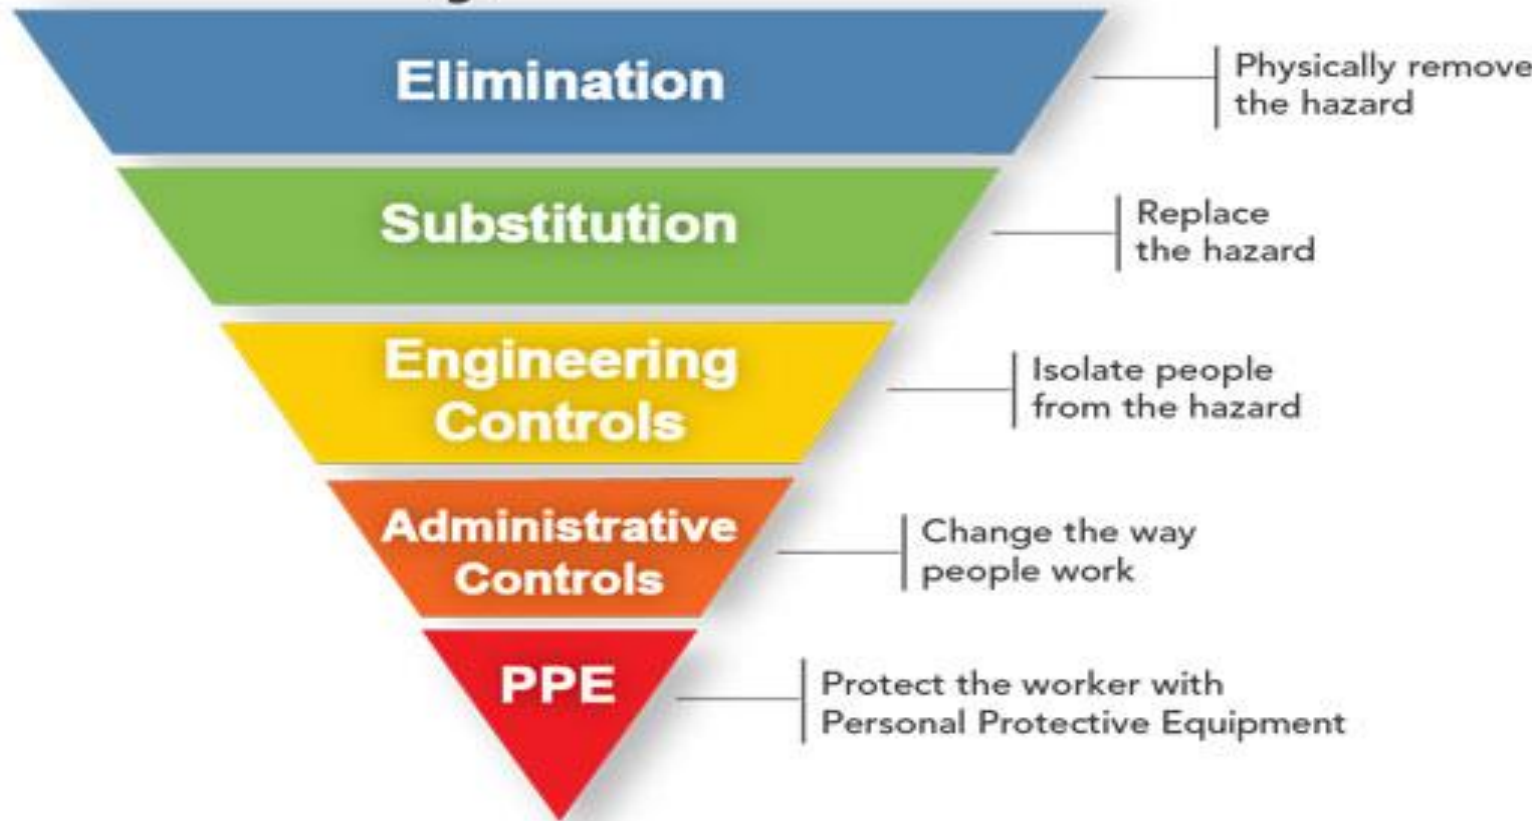 Elimination
Physically remove
the hazard
Substitution
Replace
the hazard
Engineering
Controls
Isolate people
from the hazard
Administrative
Controls
Change the way
people work
PPE
Protect the worker with
Personal Protective Equipment